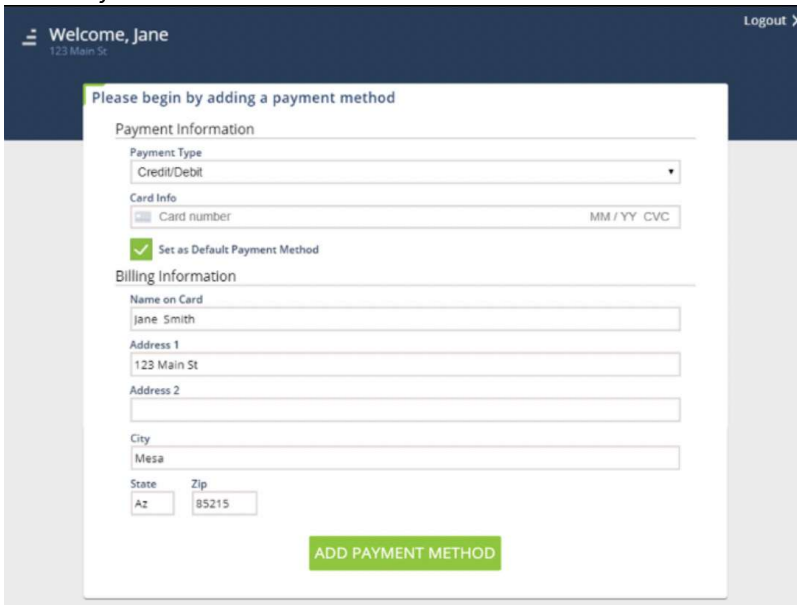 Welcome, Jane
123 Main St
Logout
Please begin by adding a payment method
Payment Information
Payment Type
Credit/Debit
Card Info
Card number MM / YY CVC
Set as Default Payment Method
Billing Information
Name on Card
Jane Smith
Address 1
123 Main St
Address 2
City
Mesa
State Zip
Az 85215
ADD PAYMENT METHOD